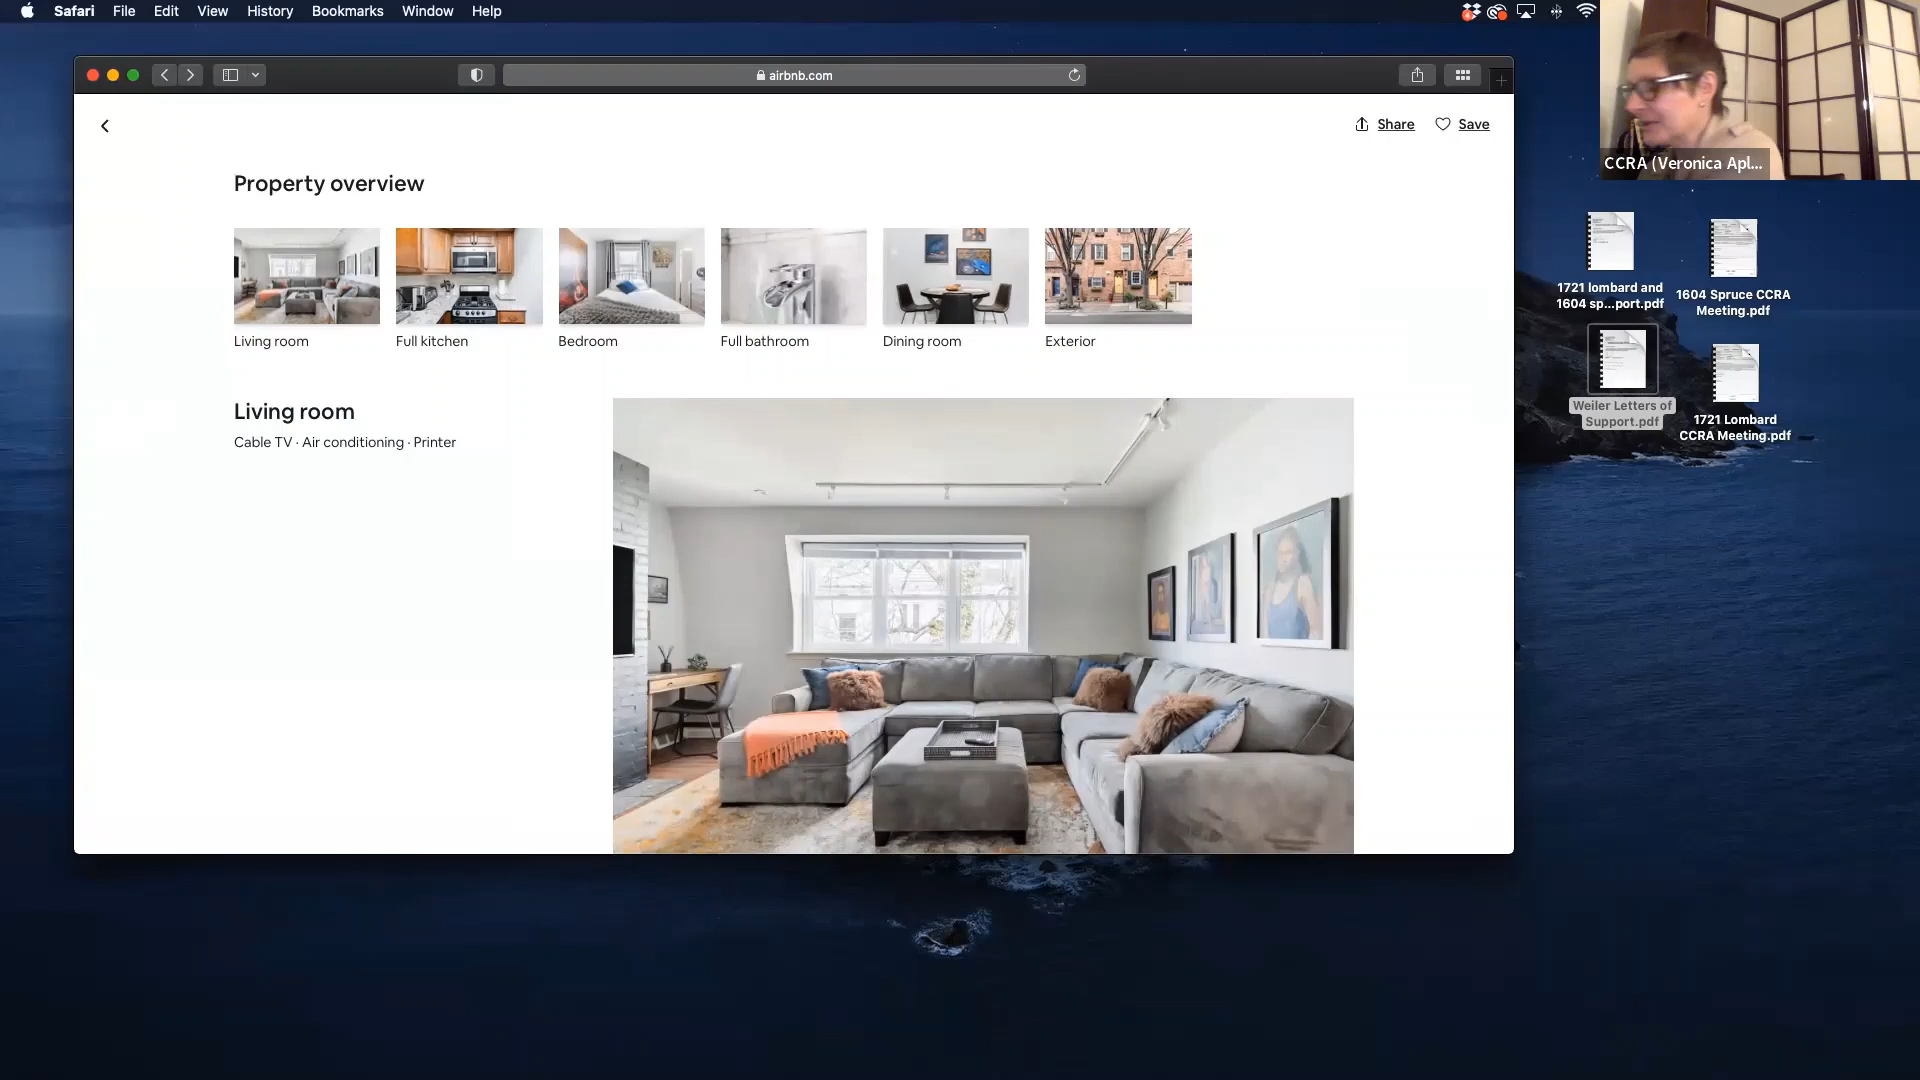 Safari File Edit View History Bookmarks Window Help
airbnb.com
Share Save
Property overview
Living room
Full kitchen
Bedroom
Full bathroom
Dining room
Exterior
Living room
Cable TV · Air conditioning · Printer
CCRA (Veronica Apl...
1721 lombard and
1604 sp...port.pdf
1604 Spruce CCRA
Meeting.pdf
Weiler Letters of
Support.pdf
1721 Lombard
CCRA Meeting.pdf